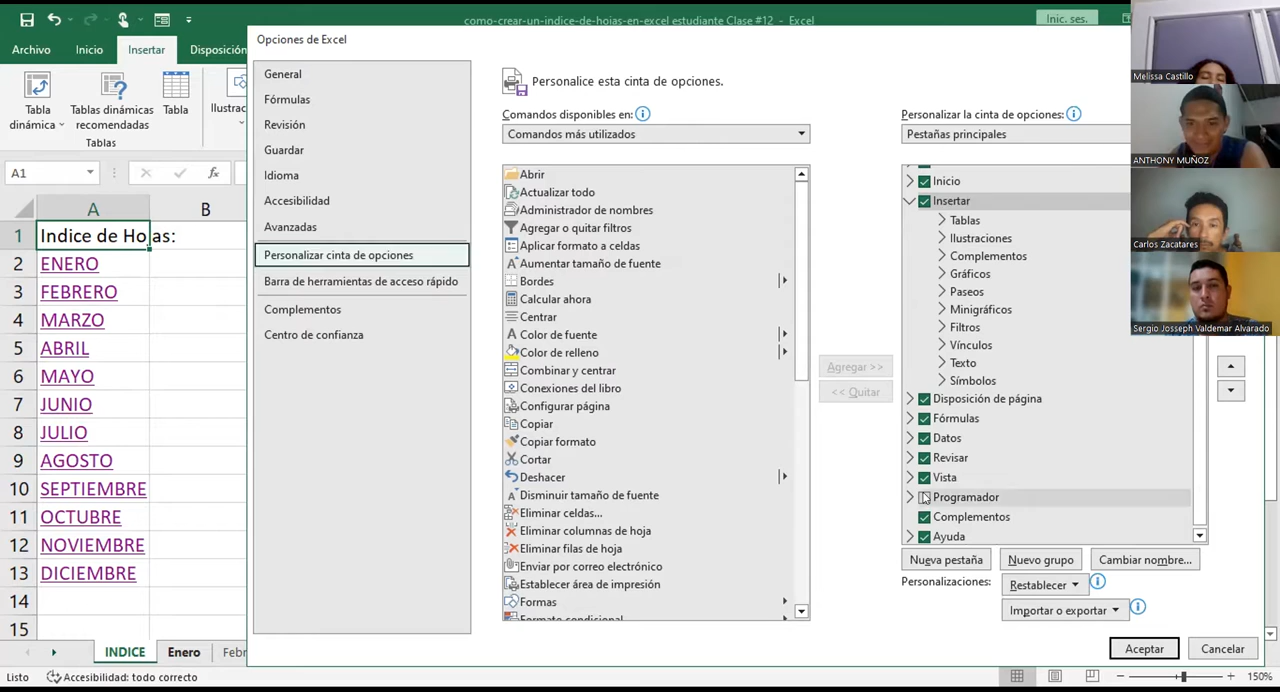 como-crear-un-indice-de-hojas-en-excel estudiante Clase #12 - Excel
Inic. ses.
Archivo
Inicio
Insertar
Disposición
Tabla
dinámica
Tablas dinámicas
recomendadas
Tabla
Ilustrac
Tablas
A1
fx
A
B
1 Indice de Hojas:
2 ENERO
3 FEBRERO
4 MARZO
5 ABRIL
6 MAYO
7 JUNIO
8 JULIO
9 AGOSTO
10 SEPTIEMBRE
11 OCTUBRE
12 NOVIEMBRE
13 DICIEMBRE
14
15
INDICE
Enero
Febr
Listo
Accesibilidad: todo correcto
150%
Opciones de Excel
General
Fórmulas
Revisión
Guardar
Idioma
Accesibilidad
Avanzadas
Personalizar cinta de opciones
Barra de herramientas de acceso rápido
Complementos
Centro de confianza
Personalice esta cinta de opciones.
Comandos disponibles en:
Comandos más utilizados
Abrir
Actualizar todo
Administrador de nombres
Agregar o quitar filtros
Aplicar formato a celdas
Aumentar tamaño de fuente
Bordes
Calcular ahora
Centrar
Color de fuente
Color de relleno
Combinar y centrar
Conexiones del libro
Configurar página
Copiar
Copiar formato
Cortar
Deshacer
Disminuir tamaño de fuente
Eliminar celdas...
Eliminar columnas de hoja
Eliminar filas de hoja
Enviar por correo electrónico
Establecer área de impresión
Formas
Formato condicional
Agregar >>
<< Quitar
Personalizar la cinta de opciones:
Pestañas principales
Inicio
Insertar
Tablas
Ilustraciones
Complementos
Gráficos
Paseos
Minigráficos
Filtros
Vínculos
Texto
Símbolos
Disposición de página
Fórmulas
Datos
Revisar
Vista
Programador
Complementos
Ayuda
Nueva pestaña
Nuevo grupo
Cambiar nombre...
Personalizaciones:
Restablecer
Importar o exportar
Aceptar
Cancelar
Melissa Castillo
ANTHONY MUÑOZ
Carlos Zacatares
Sergio Josseph Valdemar Alvarado